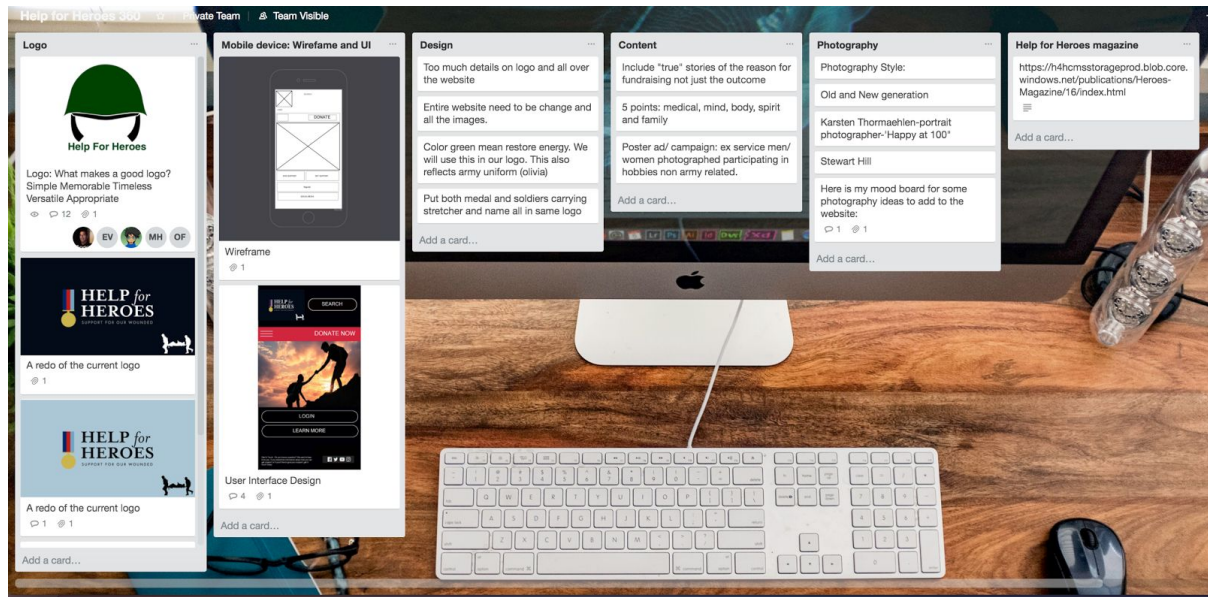 Help for Heroes 360 Private Team Team Visible
Logo
Help For Heroes
Logo: What makes a good logo?
Simple Memorable Timeless
Versatile Appropriate
12 1
EV MH OF
HELP for
HEROES
SUPPORT FOR OUR WOUNDED
A redo of the current logo
1
HELP for
HEROES
SUPPORT FOR OUR WOUNDED
A redo of the current logo
1 1
Add a card…
Mobile device: Wirefame and UI
DONATE
Wireframe
1
HELP for
HEROES
SEARCH
DONATE NOW
LOGIN
LEARN MORE
User Interface Design
4 1
Add a card…
Design
Too much details on logo and all over
the website
Entire website need to be change and
all the images.
Color green mean restore energy. We
will use this in our logo. This also
reflects army uniform (olivia)
Put both medal and soldiers carrying
stretcher and name all in same logo
Add a card…
Content
Include "true" stories of the reason for
fundraising not just the outcome
5 points: medical, mind, body, spirit
and family
Poster ad/ campaign: ex service men/
women photographed participating in
hobbies non army related.
Add a card…
Photography
Photography Style:
Old and New generation
Karsten Thormaehlen-portrait
photographer-'Happy at 100"
Stewart Hill
Here is my mood board for some
photography ideas to add to the
website:
1 1
Add a card…
Help for Heroes magazine
https://h4hcmsstorageprod.blob.core.
windows.net/publications/Heroes-
Magazine/16/index.html
Add a card…